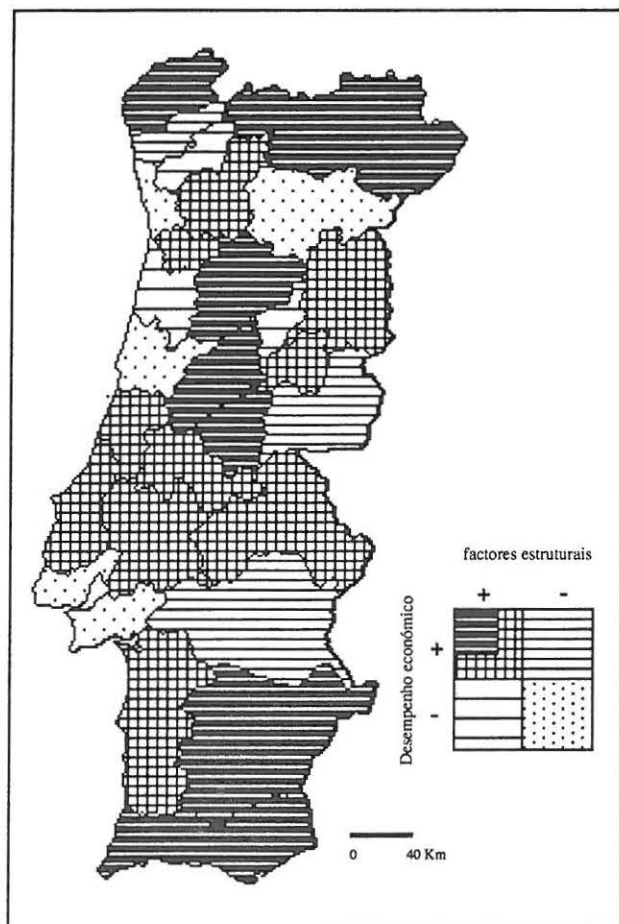 factores estruturais
+ -
Desempenho económico
+
-
0 40 Km